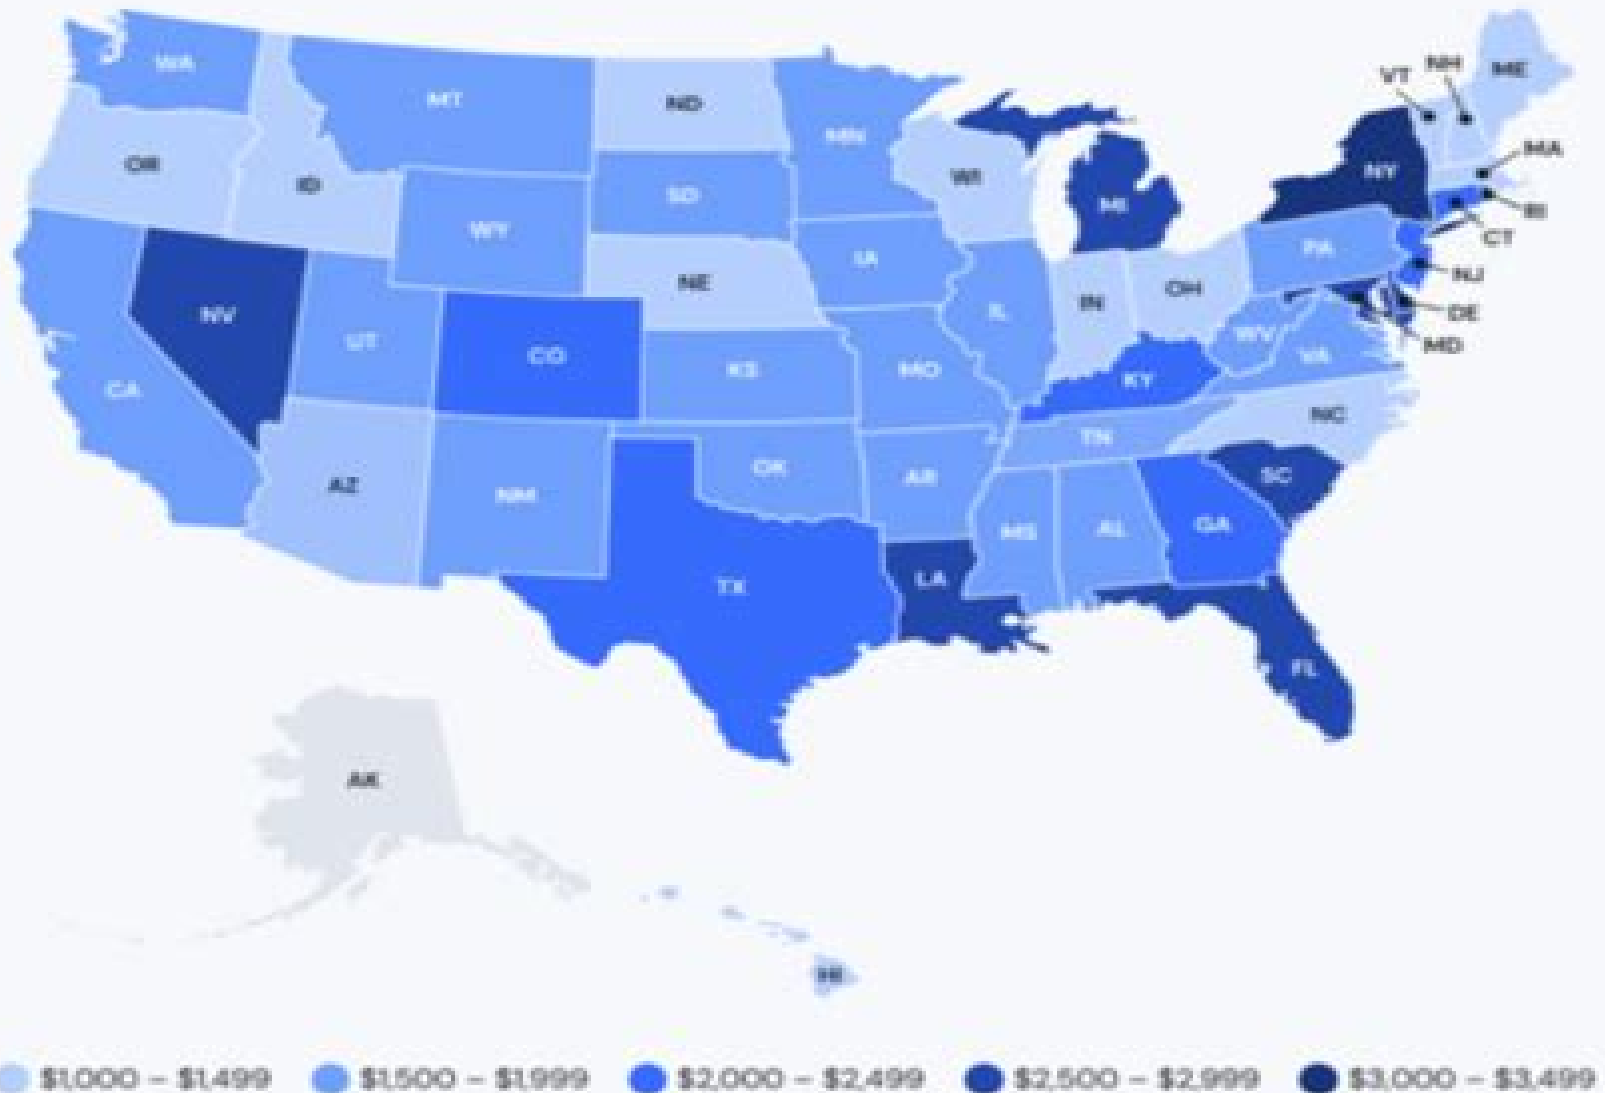 WA
MT
ND
MN
OR
ID
WY
SD
WI
MI
NY
VT
NH
ME
MA
RI
CT
NJ
DE
MD
NV
UT
CO
NE
IA
IL
IN
OH
PA
WV
VA
CA
KS
MO
KY
NC
AZ
NM
OK
AR
TN
SC
MS
AL
GA
TX
LA
FL
AK
HI
$1,000 – $1,499 $1,500 – $1,999 $2,000 – $2,499 $2,500 – $2,999 $3,000 – $3,499